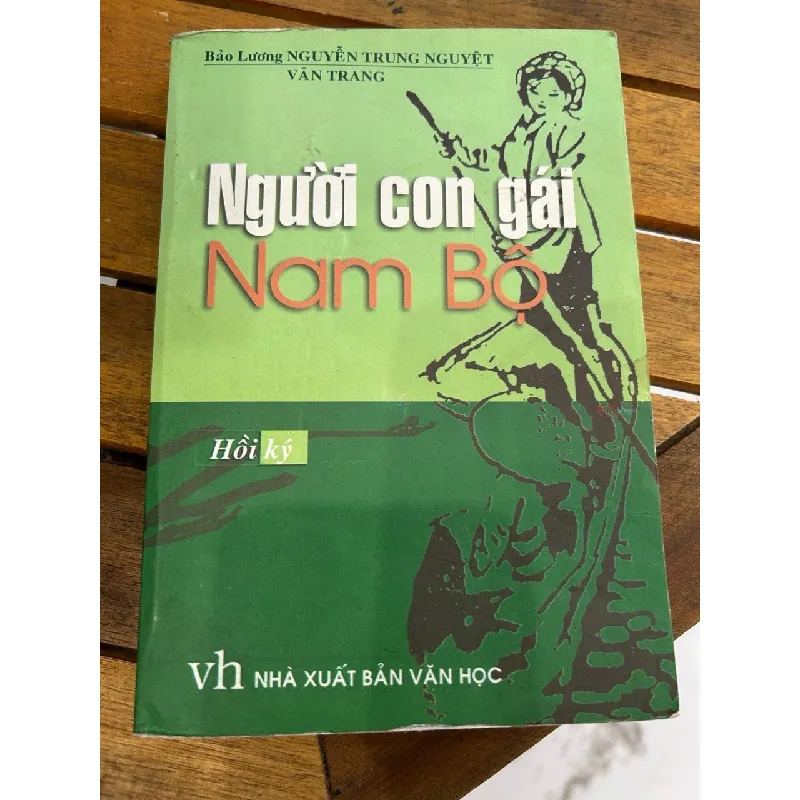 Bảo Lương NGUYỄN TRUNG NGUYỆT
VÂN TRANG
Người con gái
Nam Bộ
Hồi ký
vh NHÀ XUẤT BẢN VĂN HỌC